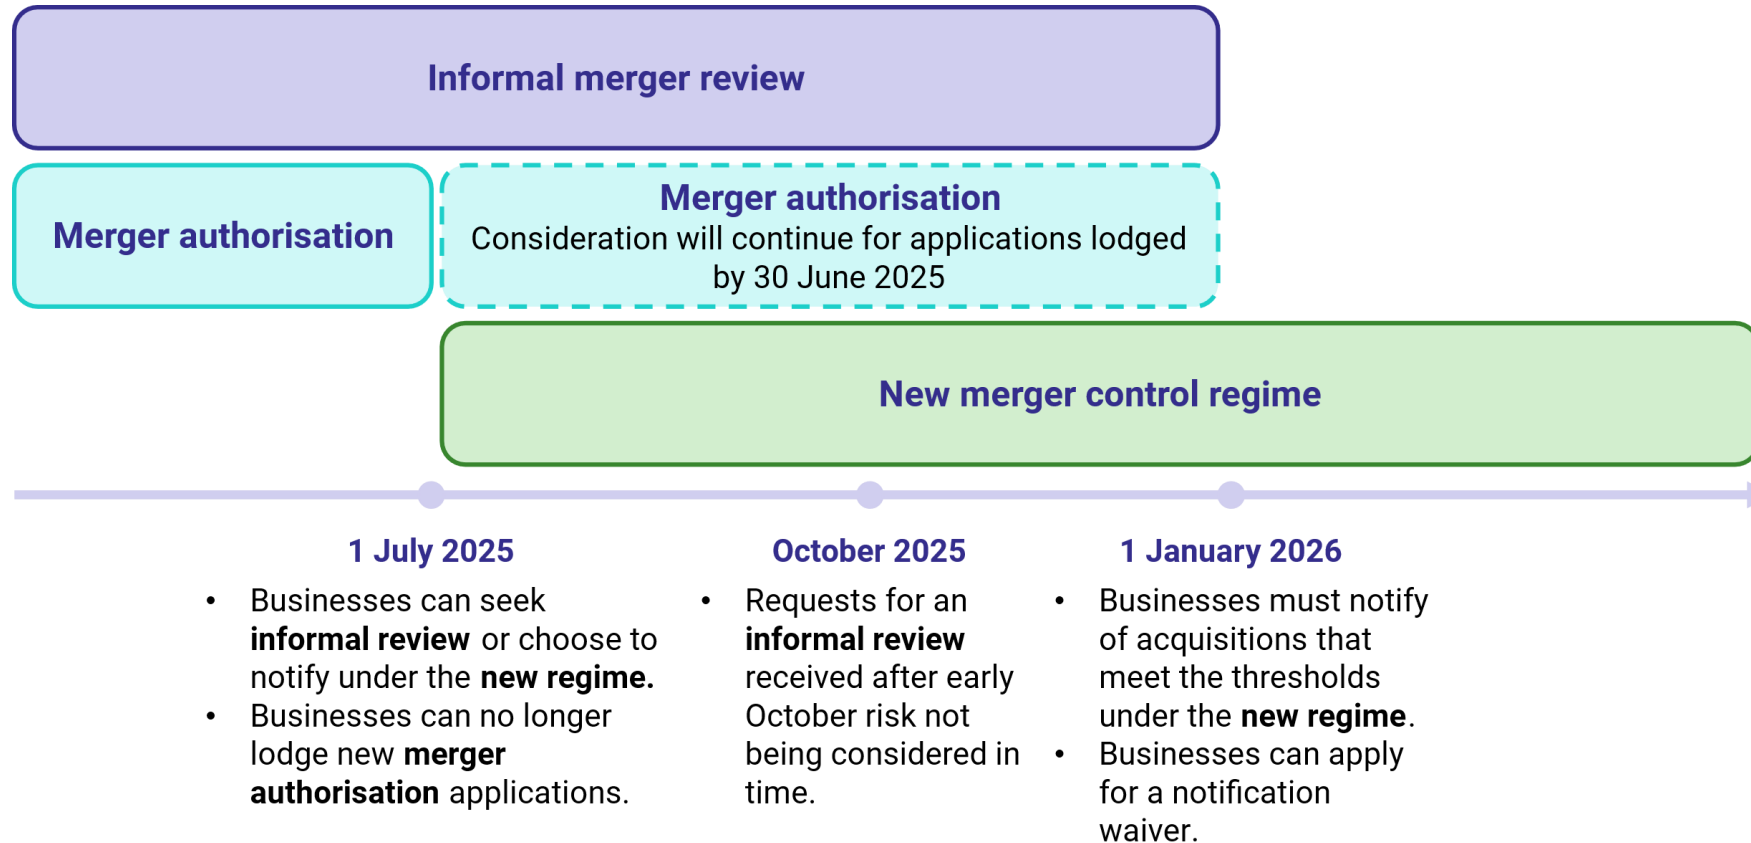 Informal merger review
Merger authorisation
Merger authorisation
Consideration will continue for applications lodged
by 30 June 2025
New merger control regime
1 July 2025
• Businesses can seek
informal review or choose to
notify under the new regime.
• Businesses can no longer
lodge new merger
authorisation applications.
October 2025
• Requests for an
informal review
received after early
October risk not
being considered in
time.
1 January 2026
• Businesses must notify
of acquisitions that
meet the thresholds
under the new regime.
• Businesses can apply
for a notification
waiver.